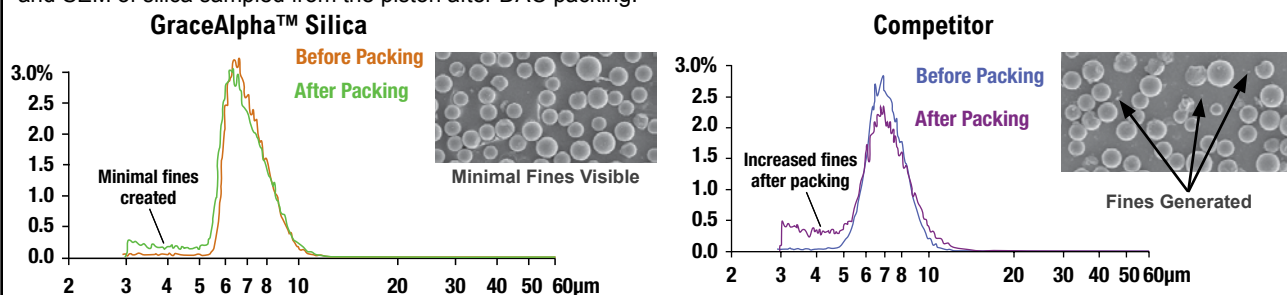 and SEM of silica sampled from the piston after DAC packing.
GraceAlpha™ Silica
Before Packing
After Packing
3.0%
2.5
2.0
1.5
1.0
0.5
0.0
Minimal fines
created
2 3 4 5 6 7 8 10 20 30 40 50 60µm
Minimal Fines Visible
Competitor
Before Packing
After Packing
3.0%
2.5
2.0
1.5
1.0
0.5
0.0
Increased fines
after packing
2 3 4 5 6 7 8 10 20 30 40 50 60µm
Fines Generated